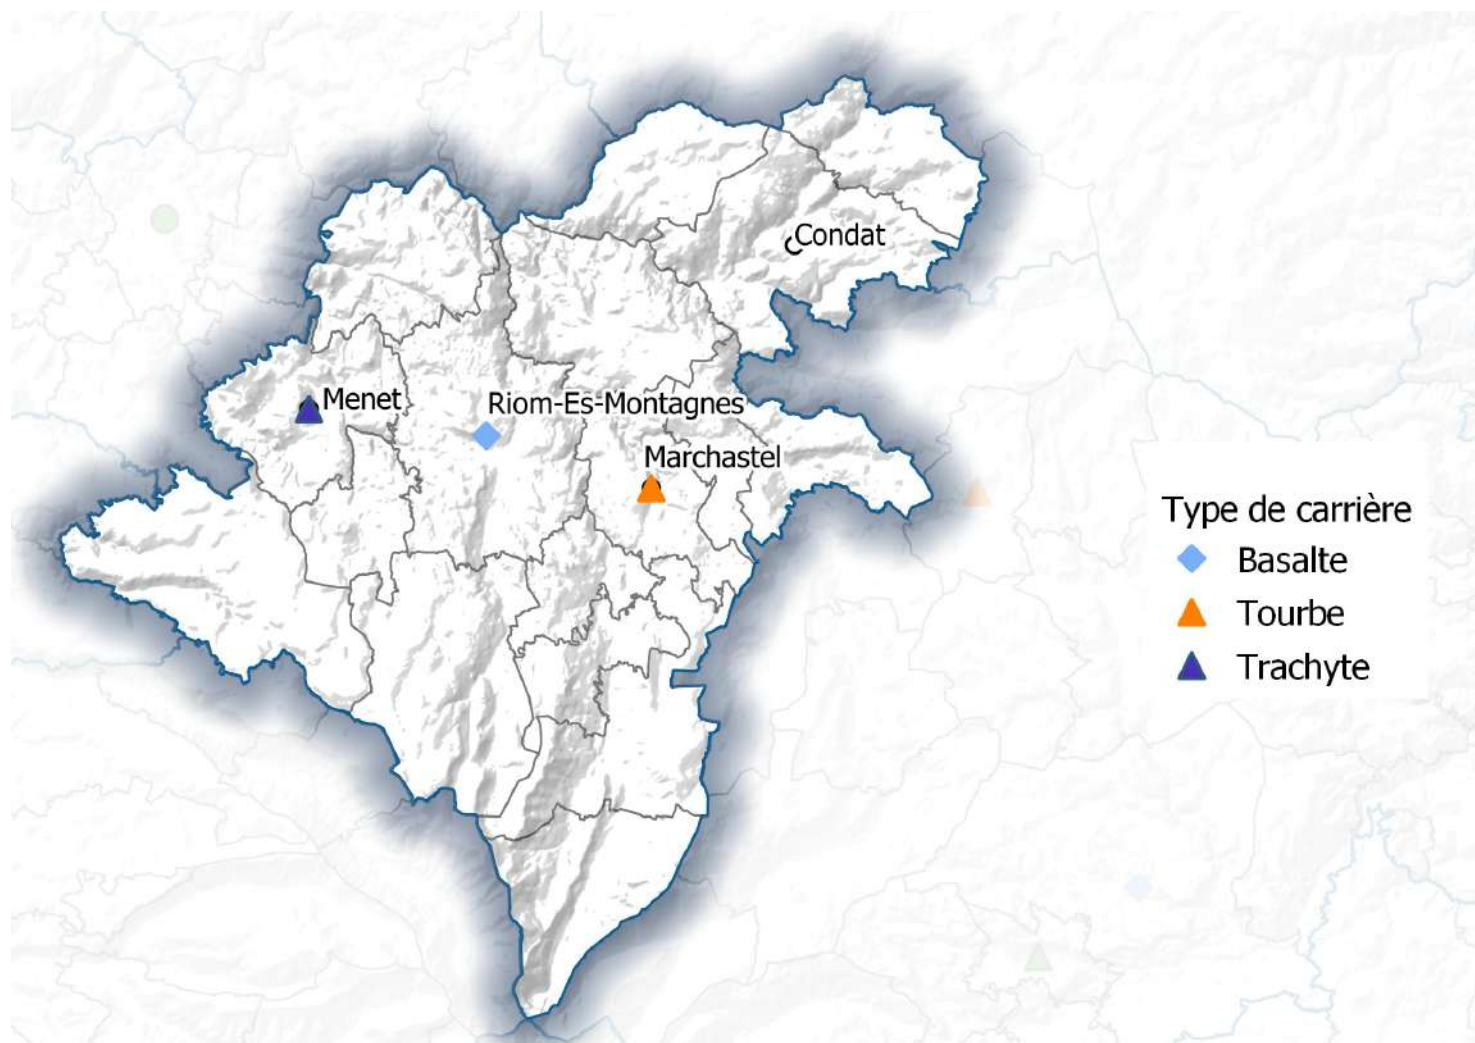 Condat
Menet
Riom-Es-Montagnes
Marchastel
Type de carrière
Basalte
Tourbe
Trachyte